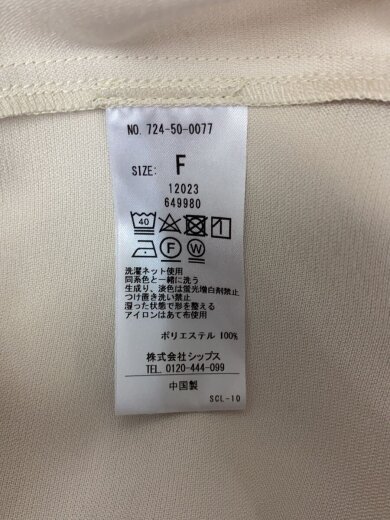 NO. 724-50-0077
SIZE: F
12023
649980
40
F W
洗濯ネット使用
同系色と一緒に洗う
生成り、淡色は蛍光増白剤禁止
つけ置き洗い禁止
湿った状態で形を整える
アイロンはあて布使用
ポリエステル 100%
株式会社シップス
TEL. 0120-444-099
中国製
SCL-10